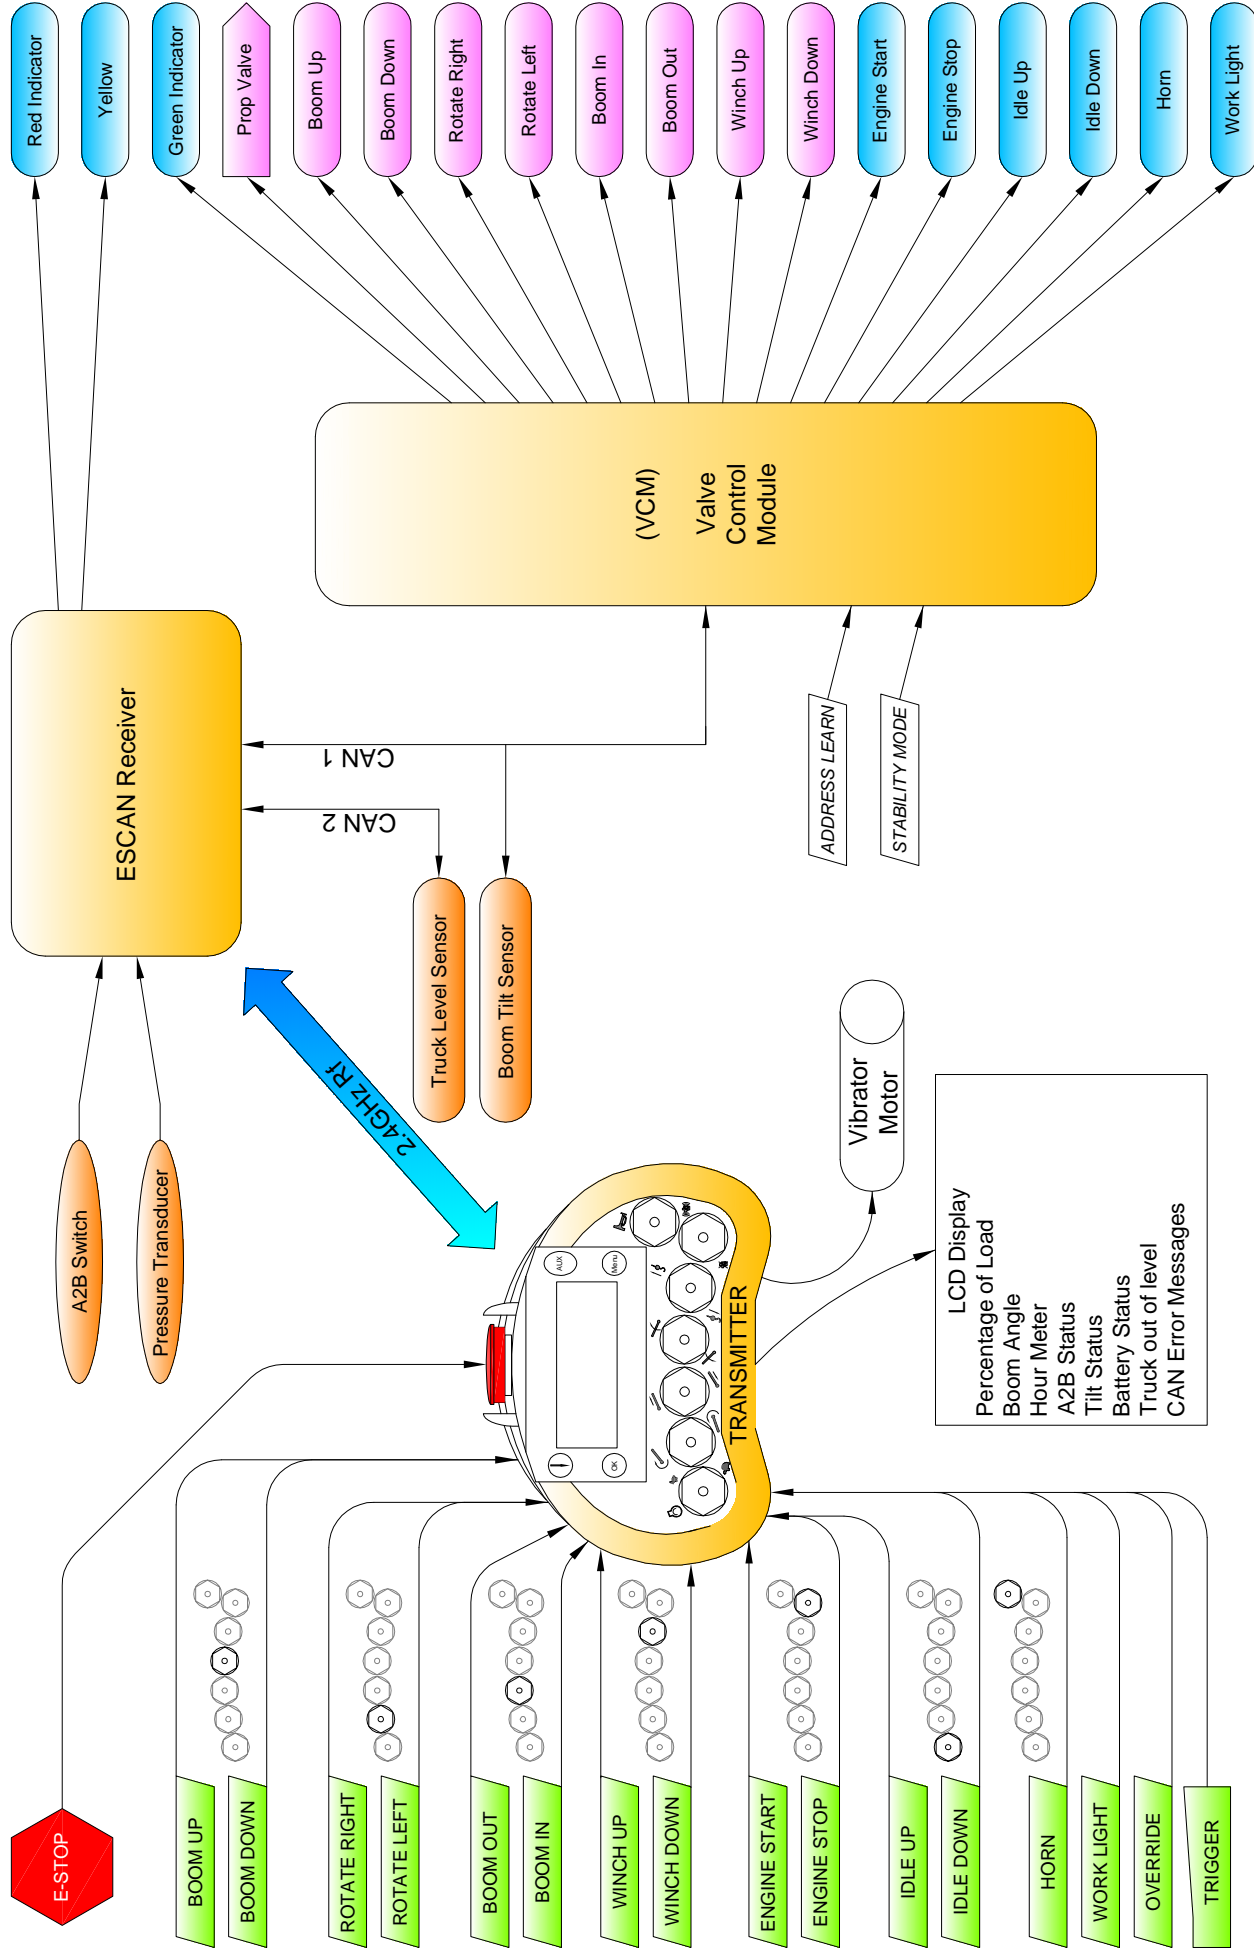 E-STOP
BOOM UP
BOOM DOWN
ROTATE RIGHT
ROTATE LEFT
BOOM OUT
BOOM IN
WINCH UP
WINCH DOWN
ENGINE START
ENGINE STOP
IDLE UP
IDLE DOWN
HORN
WORK LIGHT
OVERRIDE
TRIGGER
A2B Switch
Pressure Transducer
2.4GHz Rf
OK
AUX
Menu
TRANSMITTER
Vibrator
Motor
LCD Display
Percentage of Load
Boom Angle
Hour Meter
A2B Status
Tilt Status
Battery Status
Truck out of level
CAN Error Messages
ESCAN Receiver
CAN 2
CAN 1
Truck Level Sensor
Boom Tilt Sensor
ADDRESS LEARN
STABILITY MODE
(VCM)
Valve
Control
Module
Red Indicator
Yellow
Green Indicator
Prop Valve
Boom Up
Boom Down
Rotate Right
Rotate Left
Boom In
Boom Out
Winch Up
Winch Down
Engine Start
Engine Stop
Idle Up
Idle Down
Horn
Work Light